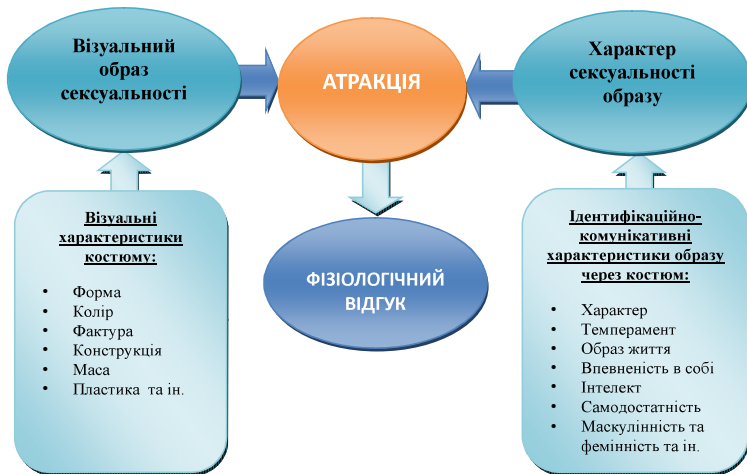 Візуальний
образ
сексуальності
АТРАКЦІЯ
Характер
сексуальності
образу
Візуальні
характеристики
костюму:
• Форма
• Колір
• Фактура
• Конструкція
• Маса
• Пластика та ін.
ФІЗІОЛОГІЧНИЙ
ВІДГУК
Ідентифікаційно-
комунікативні
характеристики образу
через костюм:
• Характер
• Темперамент
• Образ життя
• Впевненість в собі
• Інтелект
• Самодостатність
• Маскулінність та
фемінність та ін.